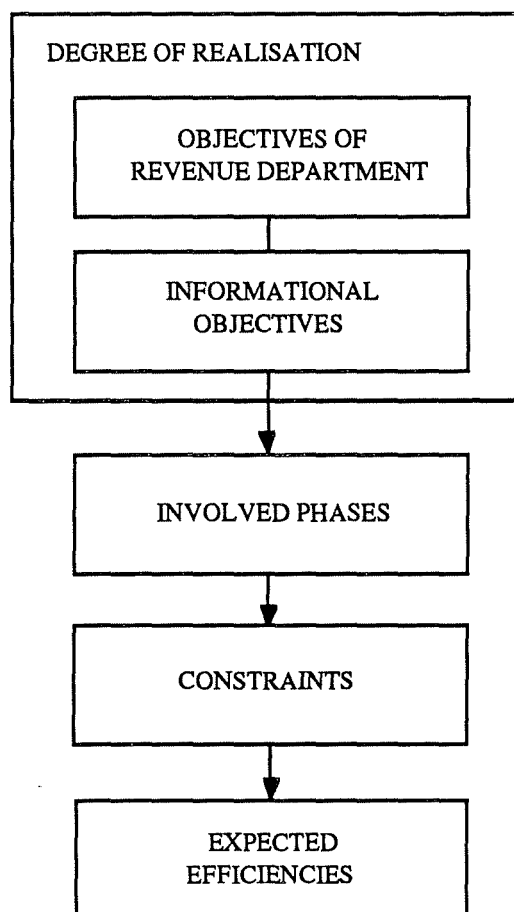 DEGREE OF REALISATION
OBJECTIVES OF
REVENUE DEPARTMENT
INFORMATIONAL
OBJECTIVES
INVOLVED PHASES
CONSTRAINTS
EXPECTED
EFFICIENCIES